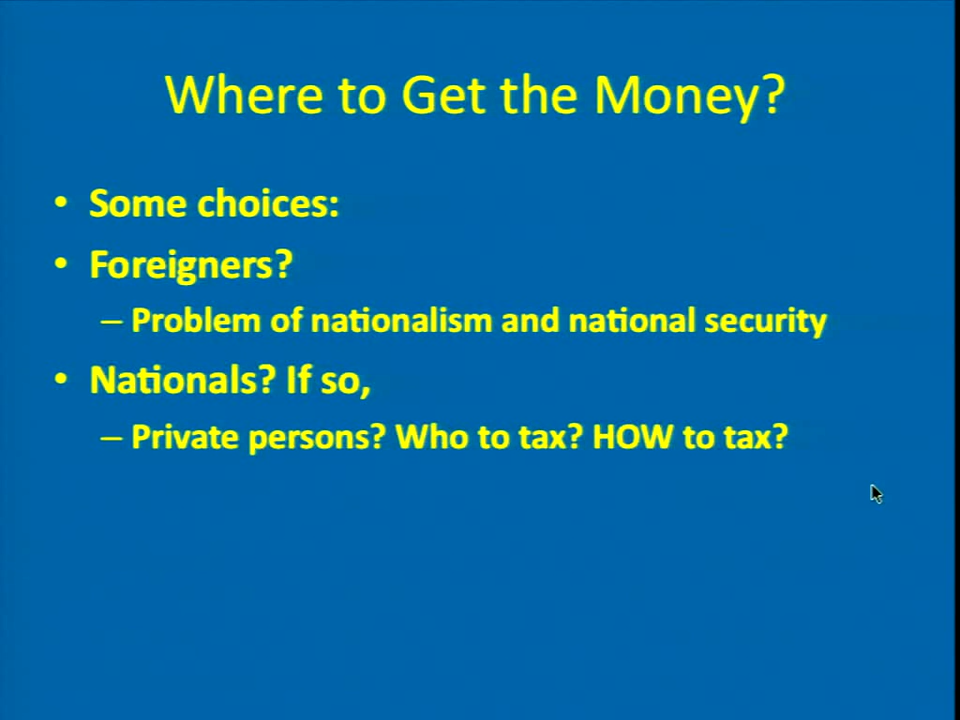 Where to Get the Money?
• Some choices:
• Foreigners?
– Problem of nationalism and national security
• Nationals? If so,
– Private persons? Who to tax? HOW to tax?